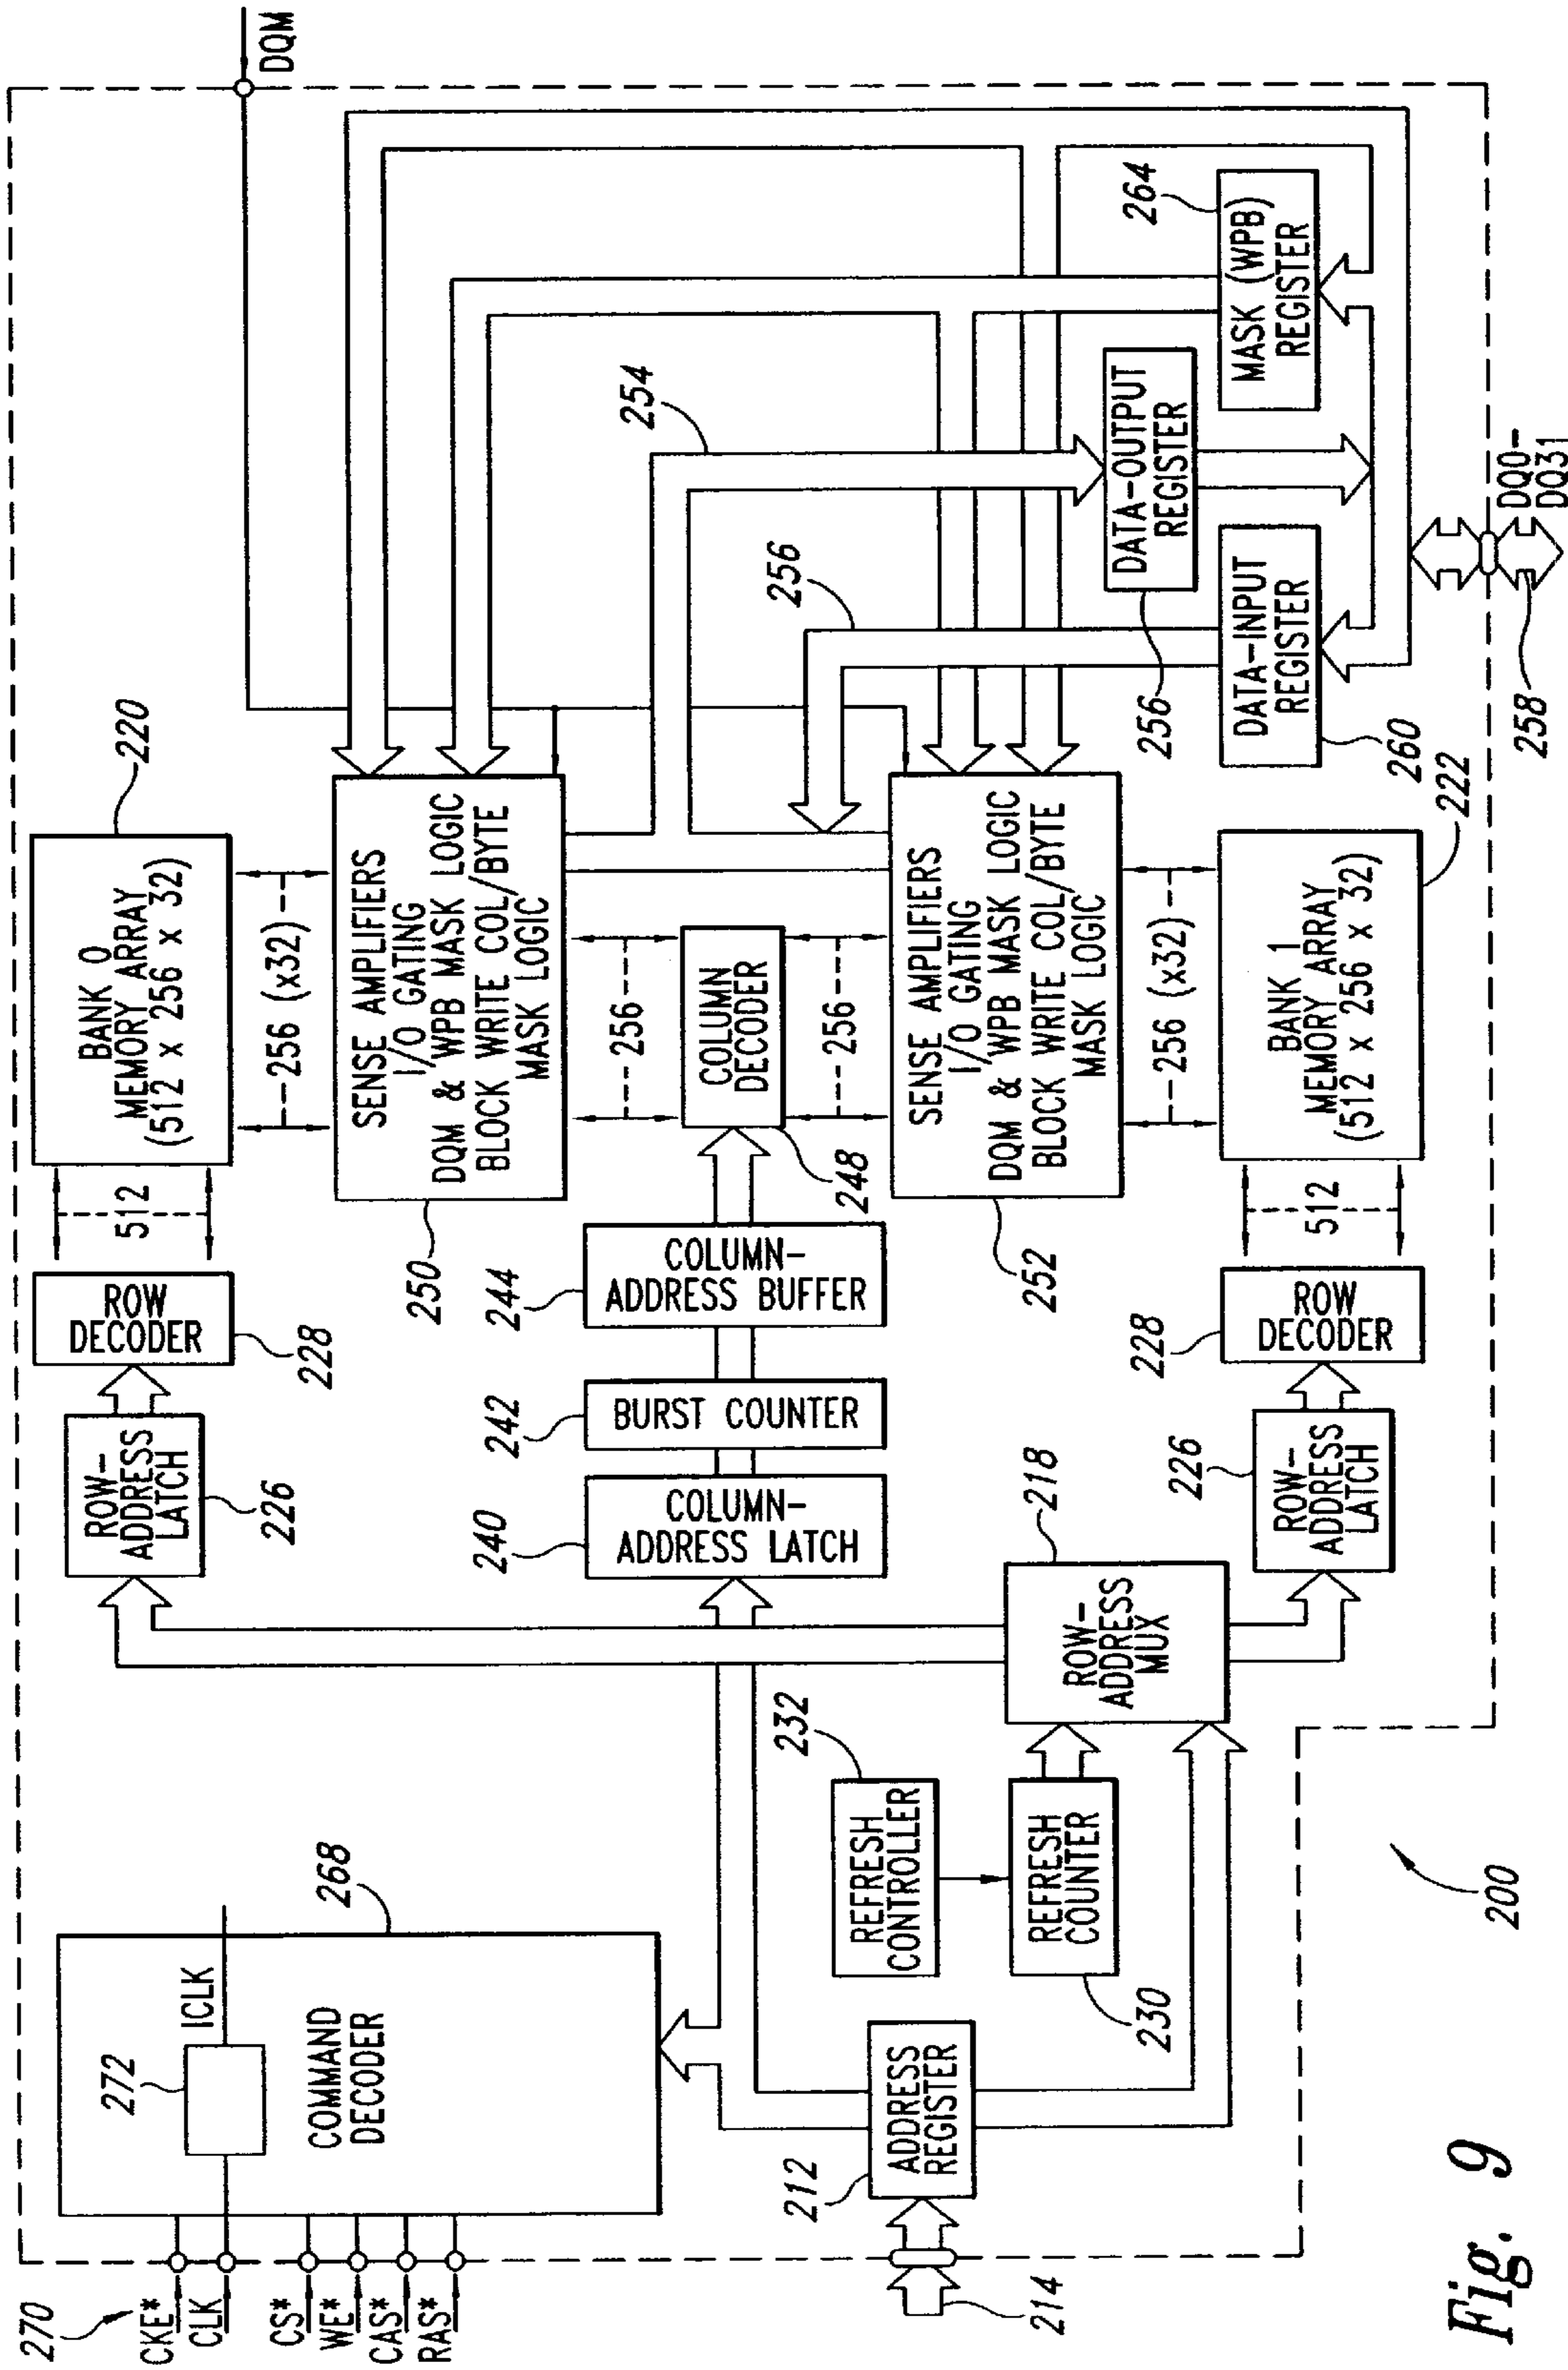 270
CKE*
CLK
CS*
WE*
CAS*
RAS*
272
ICLK
COMMAND
DECODER
268
212
ADDRESS
REGISTER
214
REFRESH
CONTROLLER
232
REFRESH
COUNTER
230
ROW-
ADDRESS
MUX
218
ROW-
ADDRESS
LATCH
226
ROW
DECODER
228
512
BANK 0
MEMORY ARRAY
(512 x 256 x 32)
220
256 (x32)
SENSE AMPLIFIERS
I/O GATING
DQM & WPB MASK LOGIC
BLOCK WRITE COL/BYTE
MASK LOGIC
250
256
COLUMN-
ADDRESS LATCH
240
BURST COUNTER
242
COLUMN-
ADDRESS BUFFER
244
COLUMN
DECODER
248
256
SENSE AMPLIFIERS
I/O GATING
DQM & WPB MASK LOGIC
BLOCK WRITE COL/BYTE
MASK LOGIC
252
256 (x32)
ROW-
ADDRESS
LATCH
226
ROW
DECODER
228
512
BANK 1
MEMORY ARRAY
(512 x 256 x 32)
222
DQM
254
256
DATA-OUTPUT
REGISTER
256
DATA-INPUT
REGISTER
260
MASK (WPB)
REGISTER
264
258
DQ0-
DQ31
200
Fig. 9